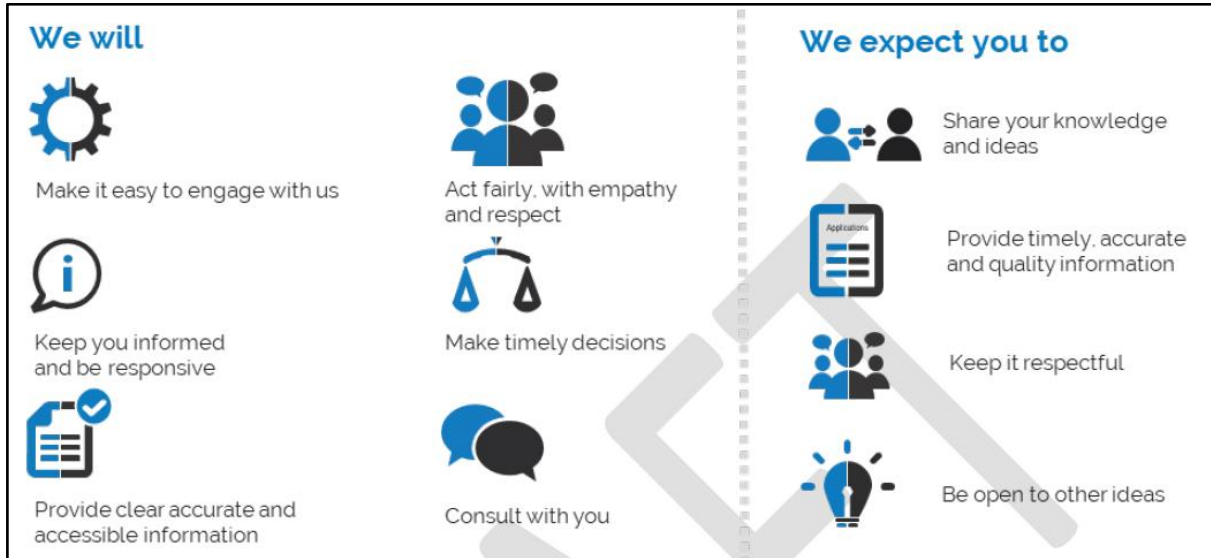 We will
Make it easy to engage with us
Act fairly, with empathy
and respect
Keep you informed
and be responsive
Make timely decisions
Provide clear accurate and
accessible information
Consult with you
We expect you to
Share your knowledge
and ideas
Applications
Provide timely, accurate
and quality information
Keep it respectful
Be open to other ideas